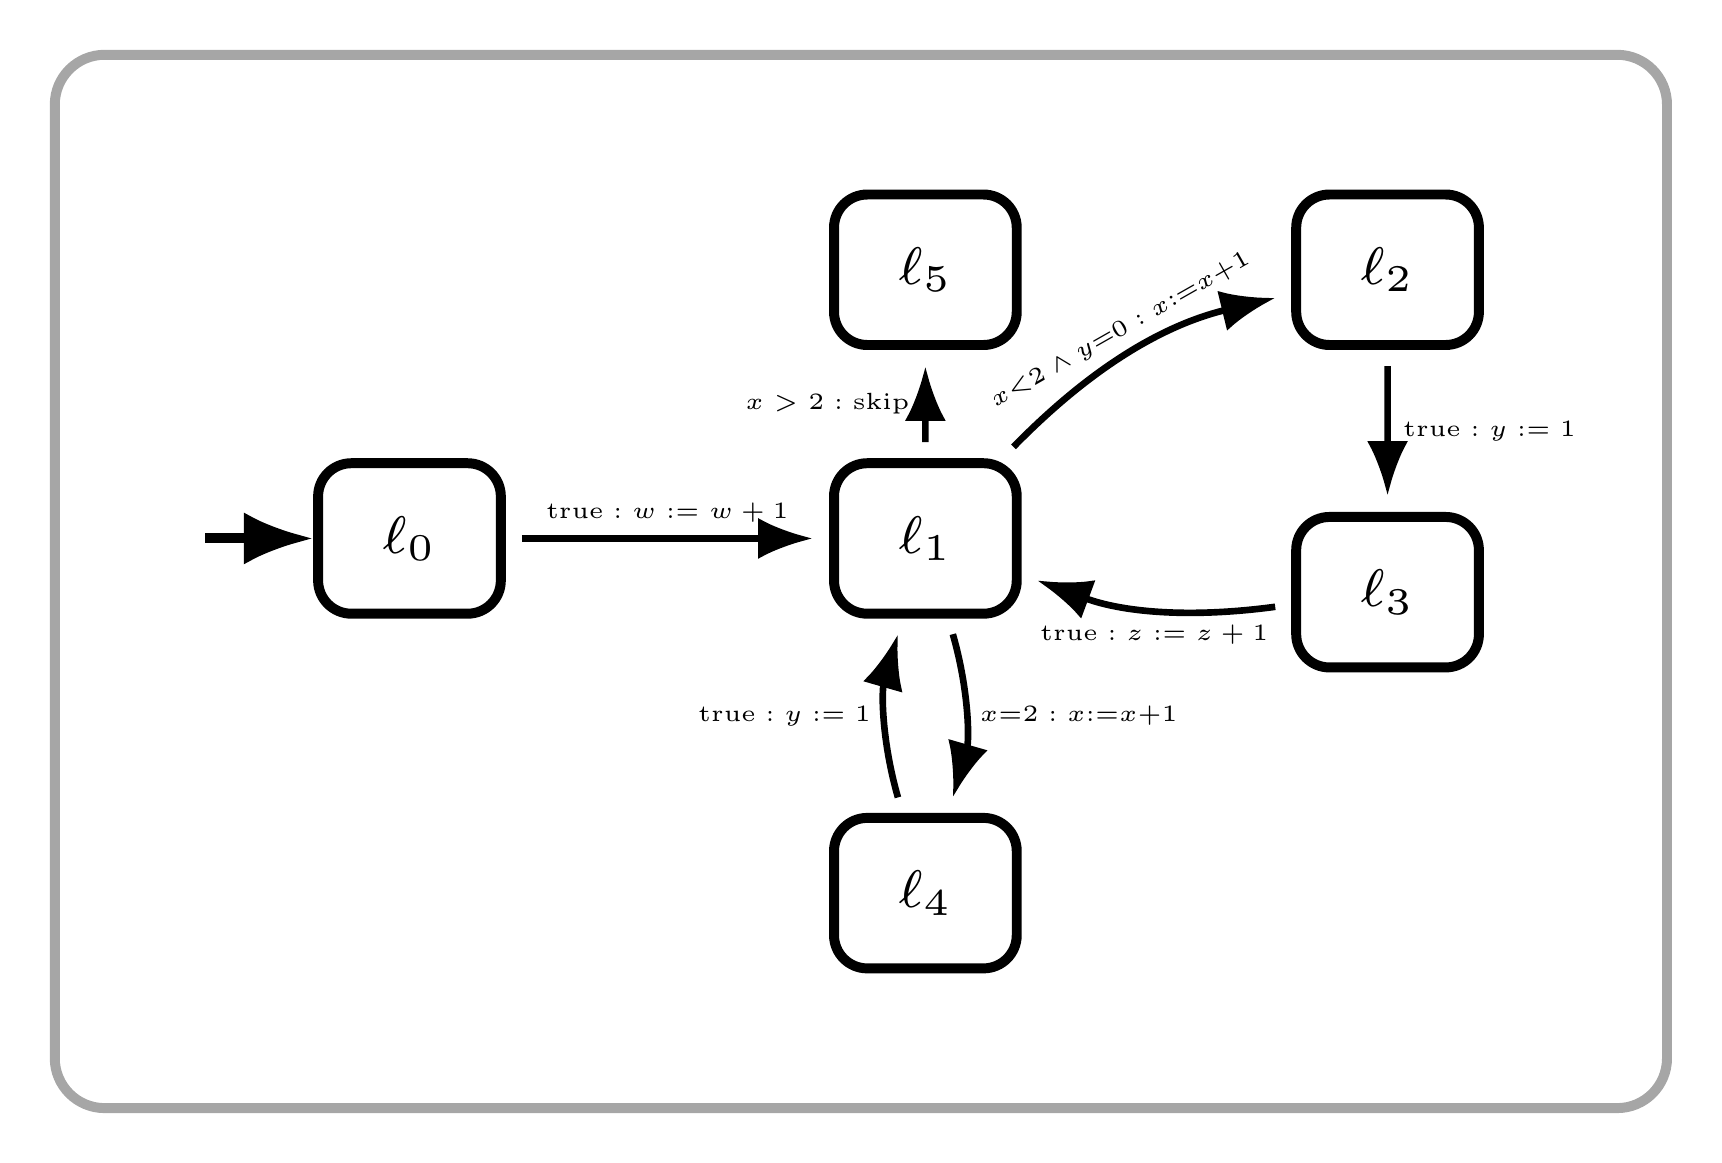 ℓ5
ℓ2
x<2 ∧ y=0 : x:=x+1
x > 2 : skip
true : y := 1
ℓ0
true : w := w + 1
ℓ1
ℓ3
true : z := z + 1
true : y := 1
x=2 : x:=x+1
ℓ4